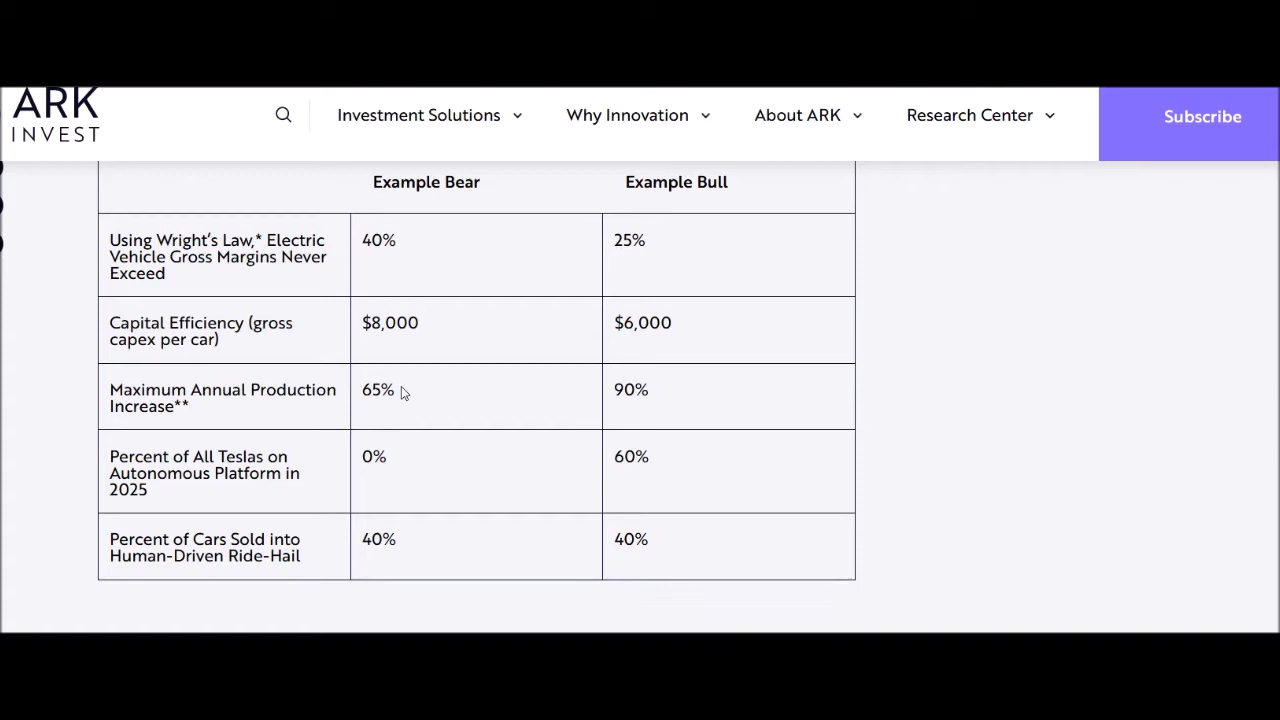 ARK
INVEST
Investment Solutions
Why Innovation
About ARK
Research Center
Subscribe
Example Bear
Example Bull
Using Wright's Law,* Electric
Vehicle Gross Margins Never
Exceed
40%
25%
Capital Efficiency (gross
capex per car)
$8,000
$6,000
Maximum Annual Production
Increase**
65%
90%
Percent of All Teslas on
Autonomous Platform in
2025
0%
60%
Percent of Cars Sold into
Human-Driven Ride-Hail
40%
40%